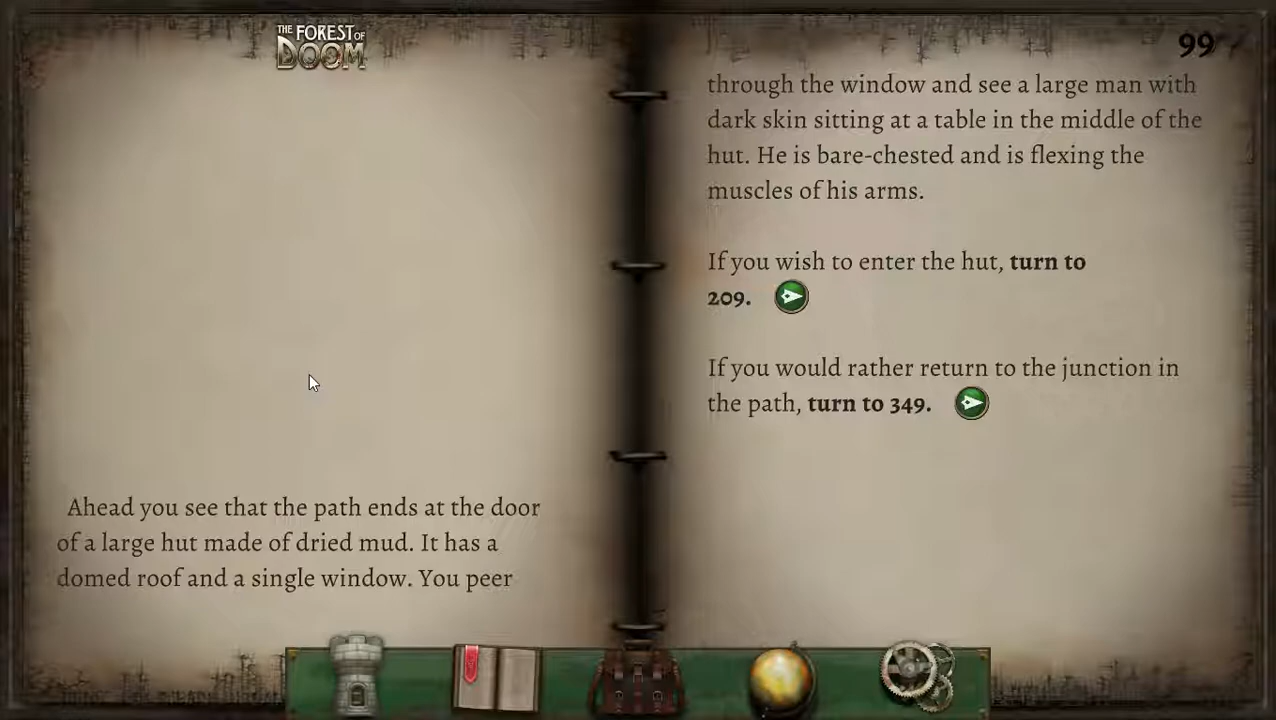 THE FOREST OF
DOOM
Ahead you see that the path ends at the door
of a large hut made of dried mud. It has a
domed roof and a single window. You peer
99
through the window and see a large man with
dark skin sitting at a table in the middle of the
hut. He is bare-chested and is flexing the
muscles of his arms.
If you wish to enter the hut, turn to
209.
If you would rather return to the junction in
the path, turn to 349.